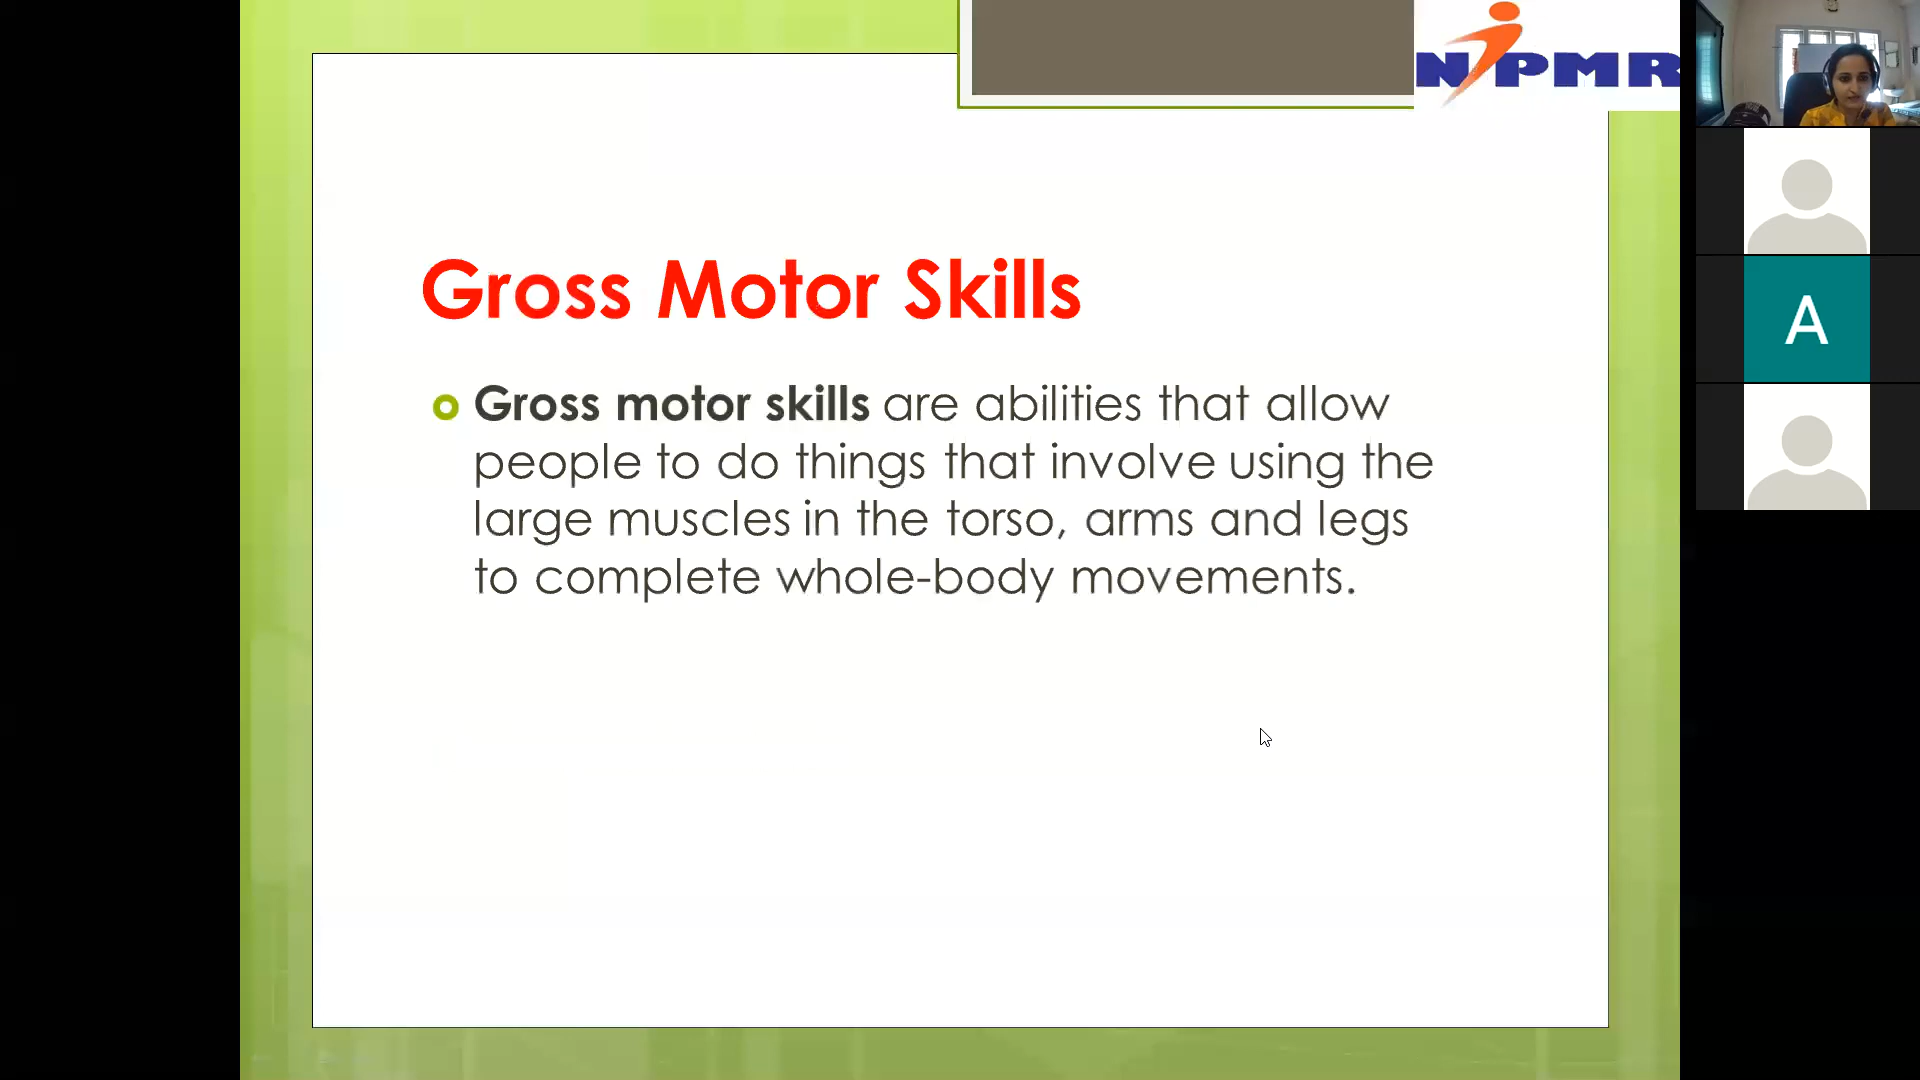 NIPMR
Gross Motor Skills
Gross motor skills are abilities that allow
people to do things that involve using the
large muscles in the torso, arms and legs
to complete whole-body movements.
A